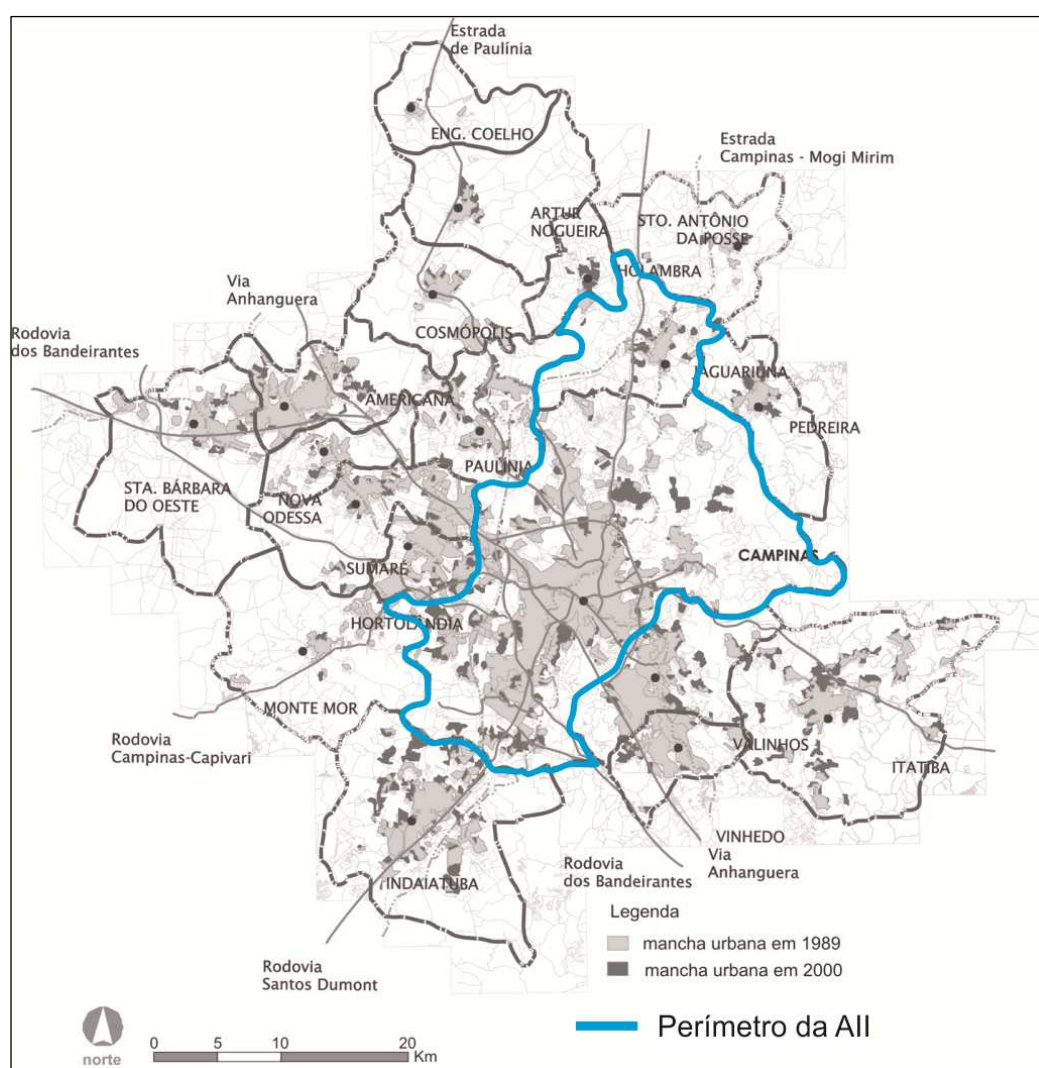 Estrada
de Paulínia
ENG. COELHO
Estrada
Campinas - Mogi Mirim
ARTUR
NOGUEIRA
STO. ANTÔNIO
DA POSSE
HOLAMBRA
Via
Anhanguera
Rodovia
dos Bandeirantes
COSMÓPOLIS
JAGUARIÚNA
AMERICANA
PEDREIRA
PAULÍNIA
STA. BÁRBARA
DO OESTE
NOVA
ODESSA
CAMPINAS
SUMARÉ
HORTOLÂNDIA
MONTE MOR
Rodovia
Campinas-Capivari
VALINHOS
ITATIBA
VINHEDO
Via
Anhanguera
Rodovia
dos Bandeirantes
INDAIATUBA
Rodovia
Santos Dumont
Legenda
mancha urbana em 1989
mancha urbana em 2000
Perímetro da AII
norte
0 5 10 20
Km